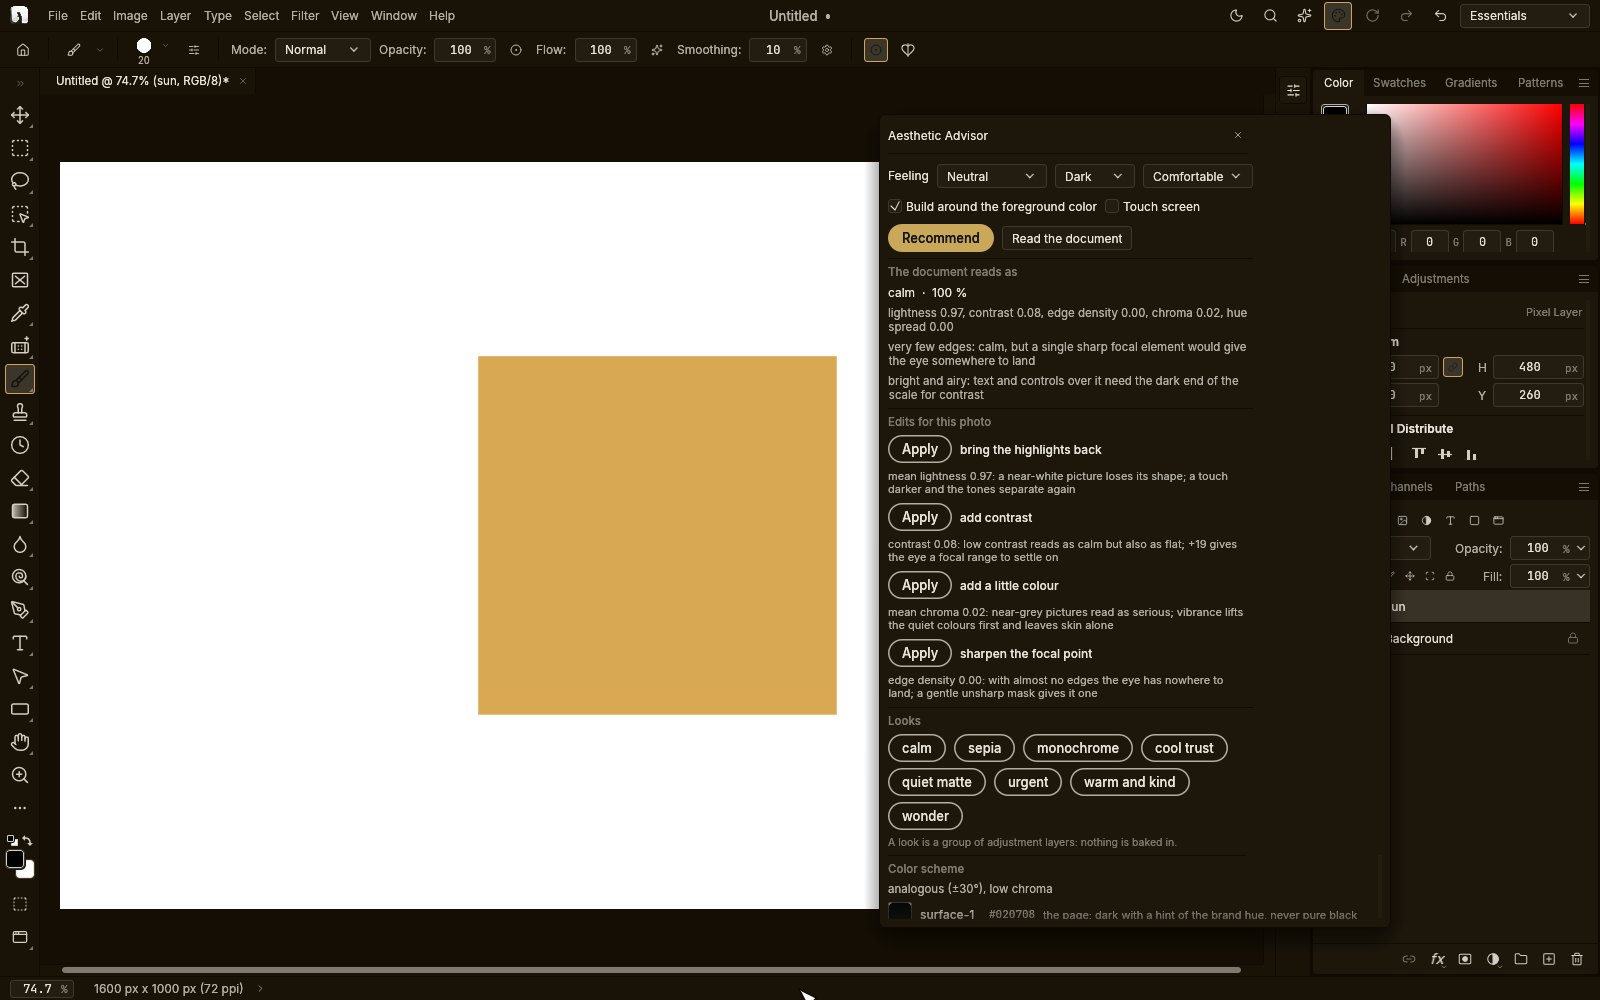 File Edit Image Layer Type Select Filter View Window Help
Untitled •
Essentials
20
Mode: Normal Opacity: 100 % Flow: 100 % Smoothing: 10 %
Untitled @ 74.7% (sun, RGB/8)* ×
Color Swatches Gradients Patterns
Aesthetic Advisor ×
Feeling Neutral Dark Comfortable
Build around the foreground color Touch screen
Recommend Read the document
The document reads as
calm · 100 %
lightness 0.97, contrast 0.08, edge density 0.00, chroma 0.02, hue
spread 0.00
very few edges: calm, but a single sharp focal element would give
the eye somewhere to land
bright and airy: text and controls over it need the dark end of the
scale for contrast
Edits for this photo
Apply bring the highlights back
mean lightness 0.97: a near-white picture loses its shape; a touch
darker and the tones separate again
Apply add contrast
contrast 0.08: low contrast reads as calm but also as flat; +19 gives
the eye a focal range to settle on
Apply add a little colour
mean chroma 0.02: near-grey pictures read as serious; vibrance lifts
the quiet colours first and leaves skin alone
Apply sharpen the focal point
edge density 0.00: with almost no edges the eye has nowhere to
land; a gentle unsharp mask gives it one
Looks
calm sepia monochrome cool trust
quiet matte urgent warm and kind
wonder
A look is a group of adjustment layers: nothing is baked in.
Color scheme
analogous (±30°), low chroma
surface-1 #020708 the page: dark with a hint of the brand hue, never pure black
R 0 G 0 B 0
Adjustments
Pixel Layer
m
0 px H 480 px
0 px Y 260 px
l Distribute
hannels Paths
Opacity: 100 %
Fill: 100 %
un
Background
fx
74.7 % 1600 px x 1000 px (72 ppi)